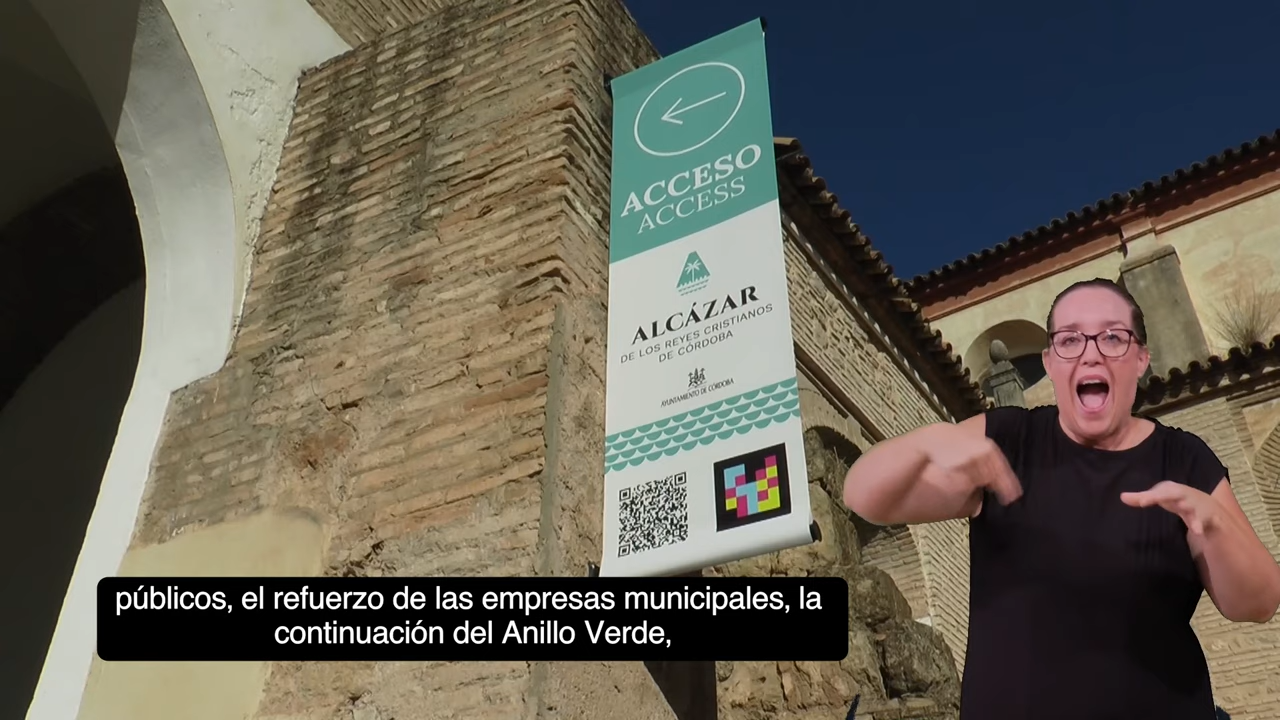 ACCESO
ACCESS
ALCÁZAR
DE LOS REYES CRISTIANOS
DE CÓRDOBA
AYUNTAMIENTO DE CÓRDOBA
públicos, el refuerzo de las empresas municipales, la
continuación del Anillo Verde,